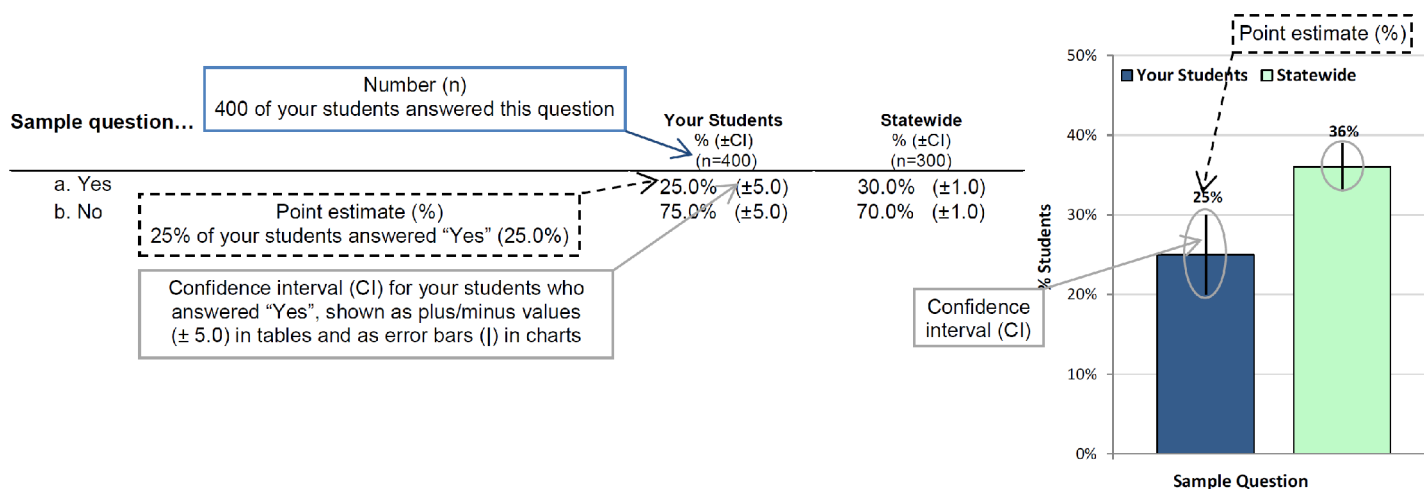 Number (n)
400 of your students answered this question
Sample question…
Your Students
% (±CI)
(n=400)
Statewide
% (±CI)
(n=300)
a. Yes
25.0% (±5.0)
30.0% (±1.0)
b. No
75.0% (±5.0)
70.0% (±1.0)
Point estimate (%)
25% of your students answered “Yes” (25.0%)
Confidence interval (CI) for your students who
answered “Yes”, shown as plus/minus values
(± 5.0) in tables and as error bars (|) in charts
Point estimate (%)
50%
40%
30%
20%
10%
0%
% Students
Your Students
Statewide
25%
36%
Confidence
interval (CI)
Sample Question